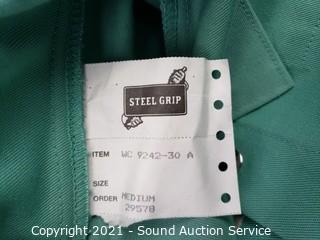 STEEL GRIP
ITEM WC 9242-30 A
SIZE
ORDER MEDIUM
29578
Copyright 2021 - Sound Auction Service